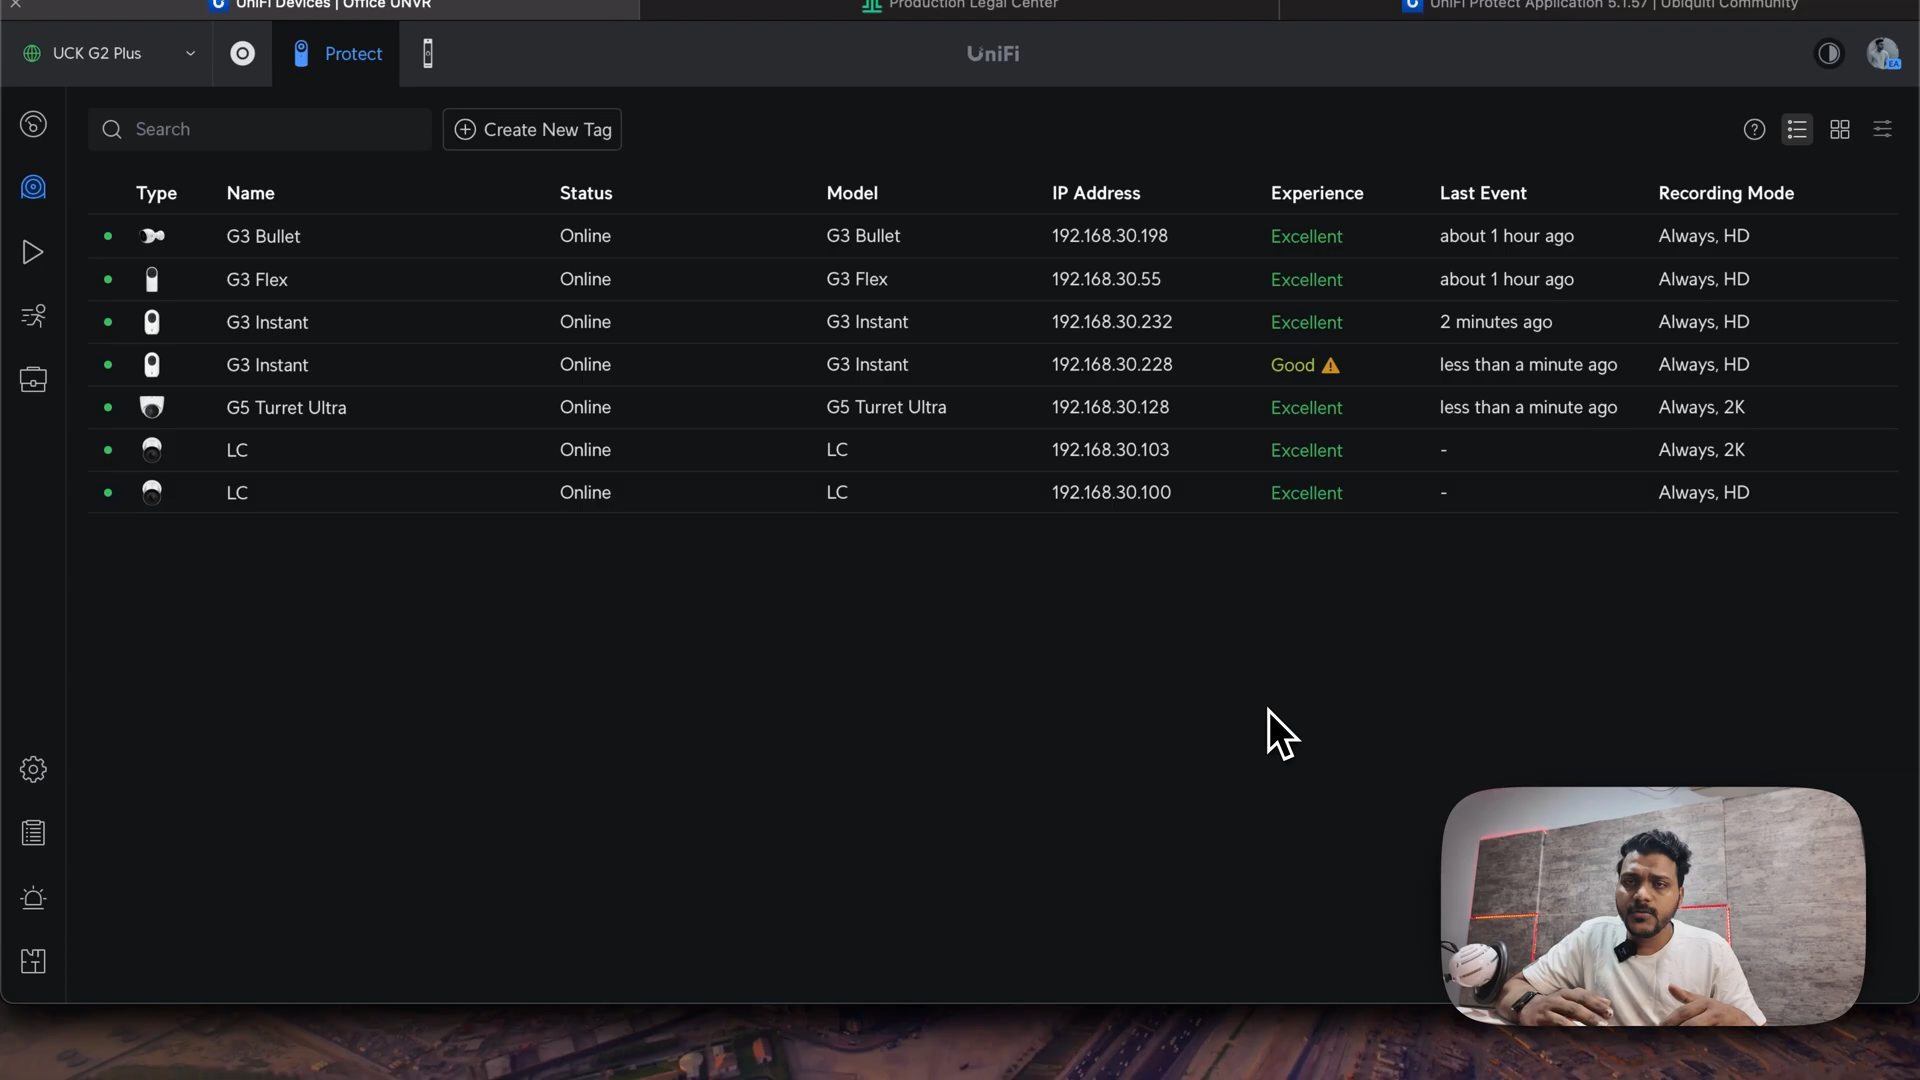 UniFi Devices | Office UNVR
Production Legal Center
UniFi Protect Application 5.1.57 | Ubiquiti Community
UCK G2 Plus
Protect
UniFi
EA
Search
Create New Tag
Type Name Status Model IP Address Experience Last Event Recording Mode
G3 Bullet Online G3 Bullet 192.168.30.198 Excellent about 1 hour ago Always, HD
G3 Flex Online G3 Flex 192.168.30.55 Excellent about 1 hour ago Always, HD
G3 Instant Online G3 Instant 192.168.30.232 Excellent 2 minutes ago Always, HD
G3 Instant Online G3 Instant 192.168.30.228 Good less than a minute ago Always, HD
G5 Turret Ultra Online G5 Turret Ultra 192.168.30.128 Excellent less than a minute ago Always, 2K
LC Online LC 192.168.30.103 Excellent - Always, 2K
LC Online LC 192.168.30.100 Excellent - Always, HD